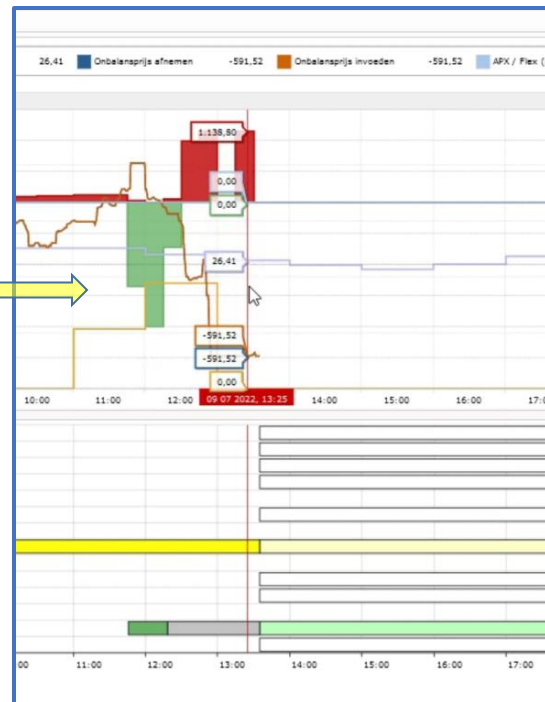 26,41 Onbalansprijs afnemen -591,52 Onbalansprijs invoeden -591,52 APX / Flex (
1.138,80
0,00
0,00
26,41
-591,52
-591,52
0,00
10:00 11:00 12:00 09 07 2022, 13:25 14:00 15:00 16:00 17:0
00 11:00 12:00 13:00 14:00 15:00 16:00 17:00